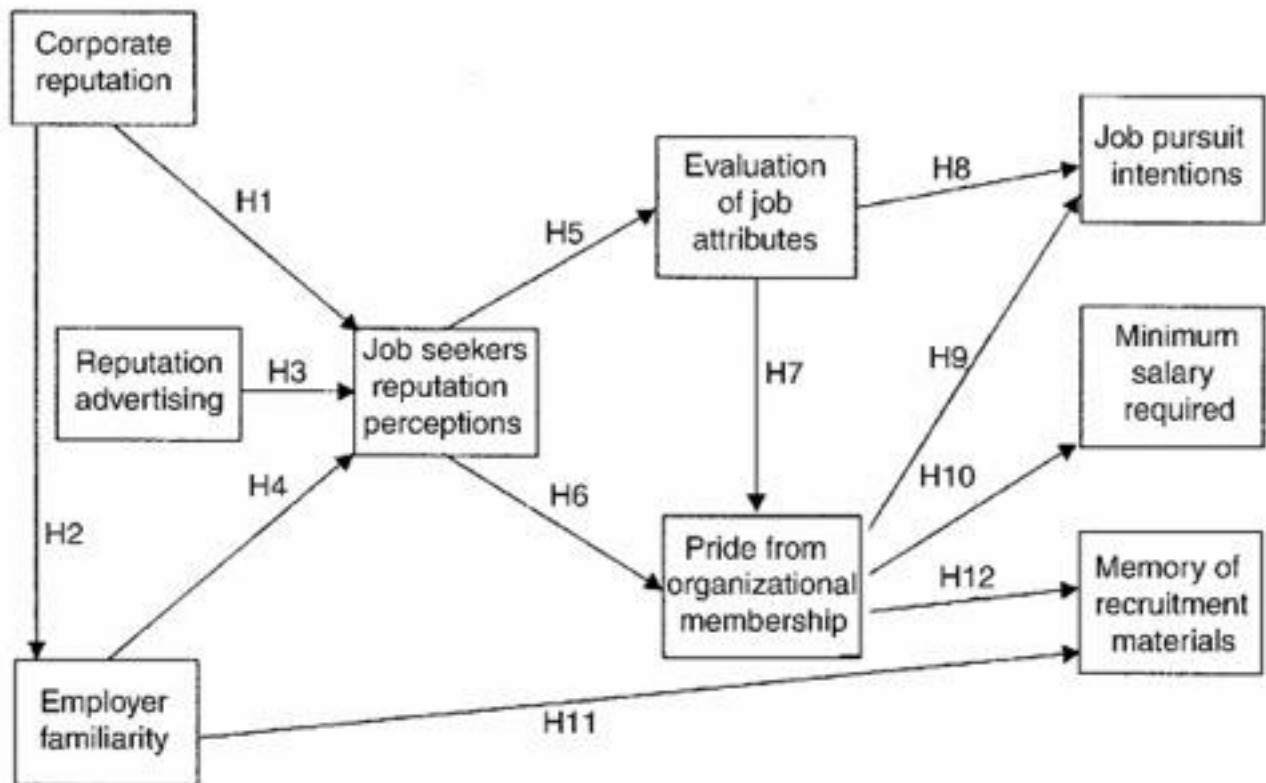 Corporate
reputation
H1
H2
Reputation
advertising
H3
H4
Job seekers
reputation
perceptions
H5
H6
Evaluation
of job
attributes
H7
Pride from
organizational
membership
H8
H9
H10
H12
H11
Job pursuit
intentions
Minimum
salary
required
Memory of
recruitment
materials
Employer
familiarity